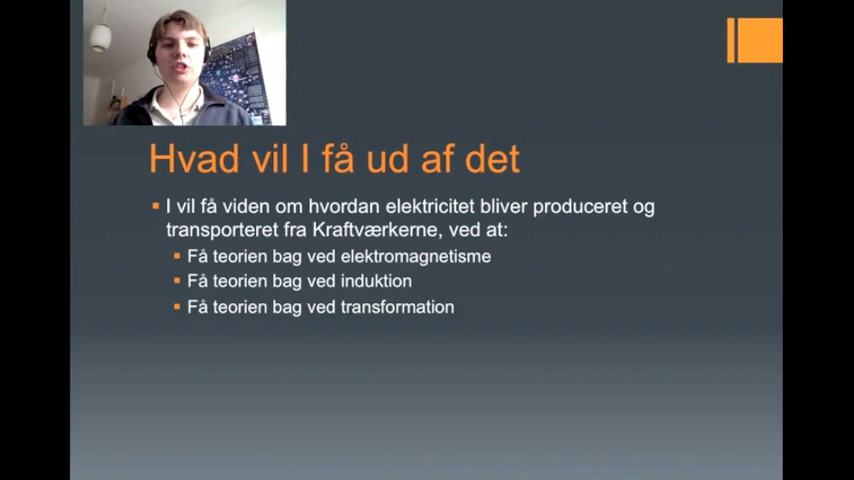 Hvad vil I få ud af det
I vil få viden om hvordan elektricitet bliver produceret og
transporteret fra Kraftværkerne, ved at:
Få teorien bag ved elektromagnetisme
Få teorien bag ved induktion
Få teorien bag ved transformation